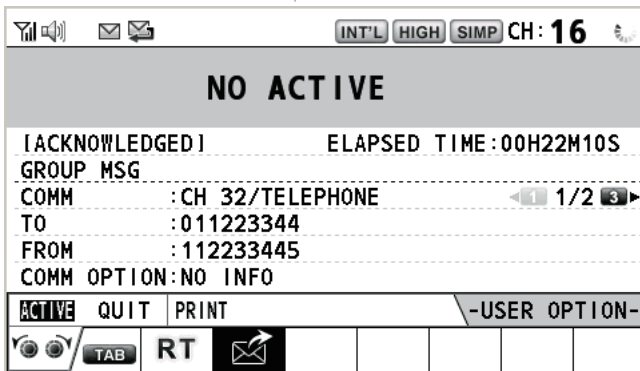 INT'L HIGH SIMP CH: 16
NO ACTIVE
[ACKNOWLEDGED] ELAPSED TIME:00H22M10S
GROUP MSG
COMM :CH 32/TELEPHONE 1 1/2 3
TO :011223344
FROM :112233445
COMM OPTION:NO INFO
ACTIVE QUIT PRINT -USER OPTION-
TAB RT